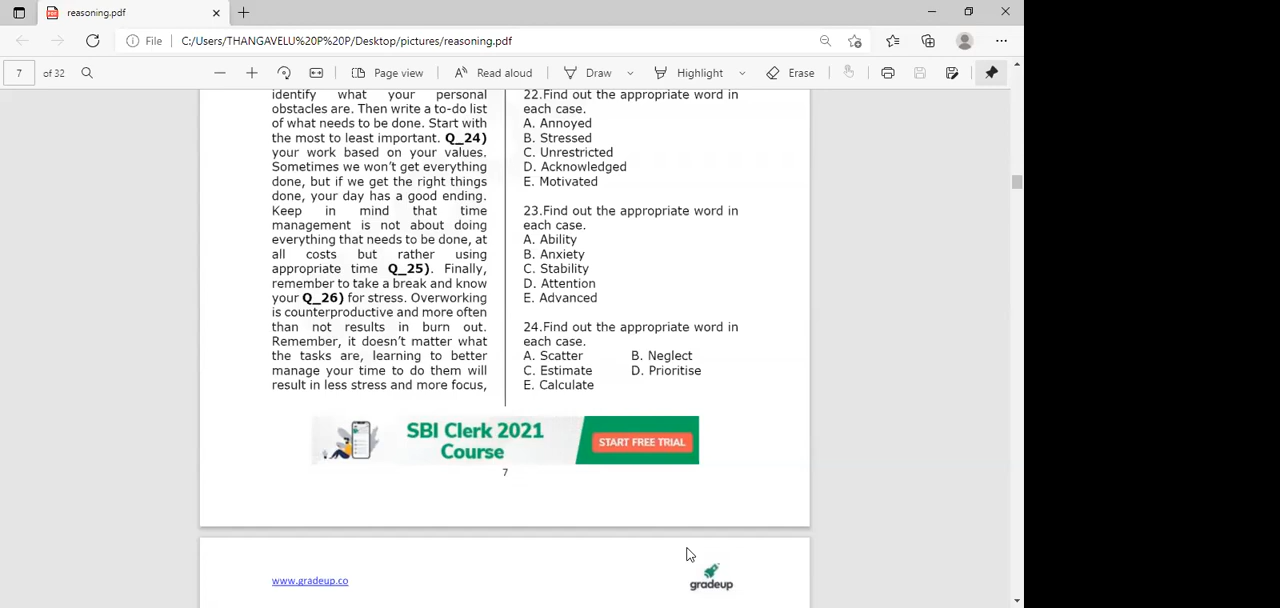 reasoning.pdf
File C:/Users/THANGAVELU%20P%20P/Desktop/pictures/reasoning.pdf
7 of 32 Page view Read aloud Draw Highlight Erase
identify what your personal
obstacles are. Then write a to-do list
of what needs to be done. Start with
the most to least important. Q_24)
your work based on your values.
Sometimes we won't get everything
done, but if we get the right things
done, your day has a good ending.
Keep in mind that time
management is not about doing
everything that needs to be done, at
all costs but rather using
appropriate time Q_25). Finally,
remember to take a break and know
your Q_26) for stress. Overworking
is counterproductive and more often
than not results in burn out.
Remember, it doesn't matter what
the tasks are, learning to better
manage your time to do them will
result in less stress and more focus,
22.Find out the appropriate word in
each case.
A. Annoyed
B. Stressed
C. Unrestricted
D. Acknowledged
E. Motivated
23.Find out the appropriate word in
each case.
A. Ability
B. Anxiety
C. Stability
D. Attention
E. Advanced
24.Find out the appropriate word in
each case.
A. Scatter B. Neglect
C. Estimate D. Prioritise
E. Calculate
SBI Clerk 2021
Course
START FREE TRIAL
7
www.gradeup.co
gradeup